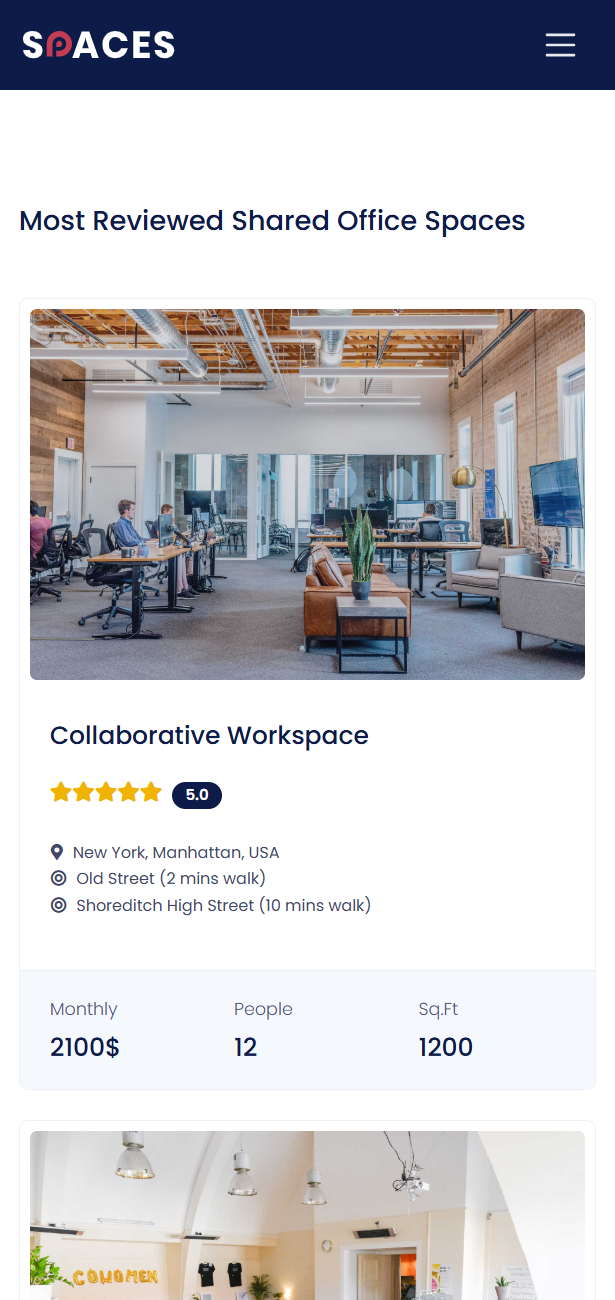 SPACES
Most Reviewed Shared Office Spaces
Collaborative Workspace
5.0
New York, Manhattan, USA
Old Street (2 mins walk)
Shoreditch High Street (10 mins walk)
Monthly People Sq.Ft
2100$ 12 1200
COWOMEN